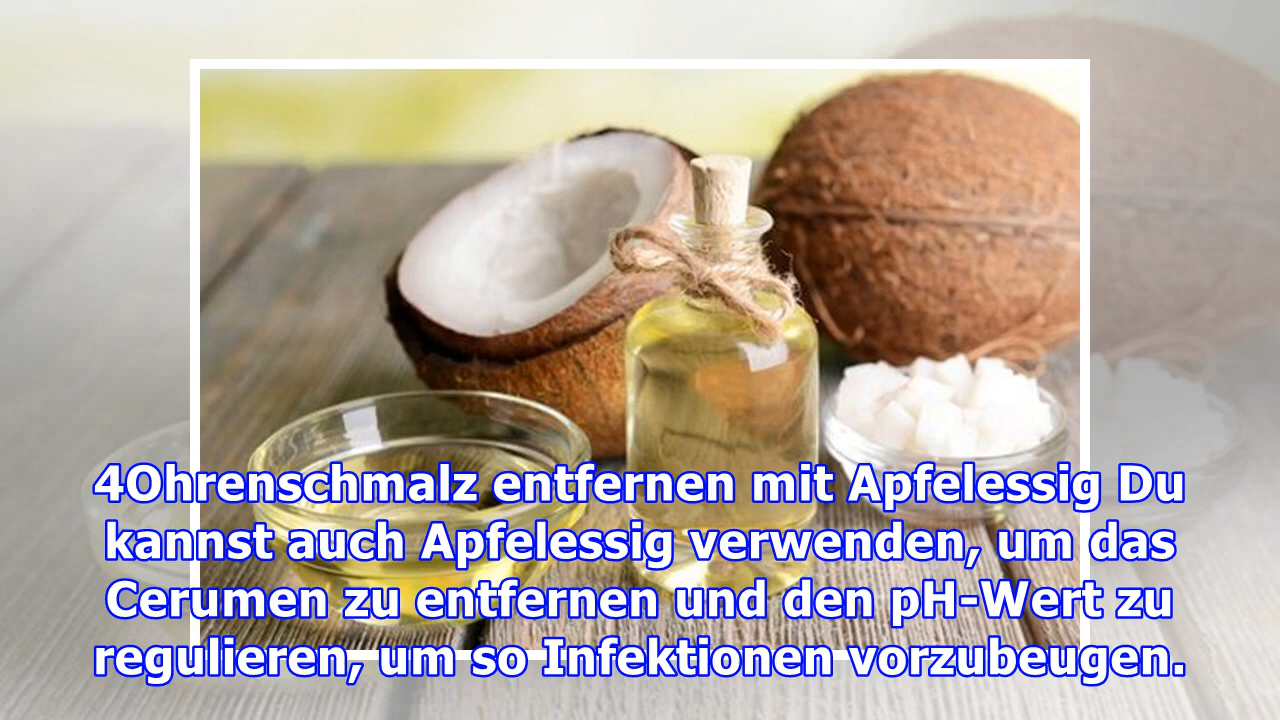 4Ohrenschmalz entfernen mit Apfelessig Du
kannst auch Apfelessig verwenden, um das
Cerumen zu entfernen und den pH-Wert zu
regulieren, um so Infektionen vorzubeugen.